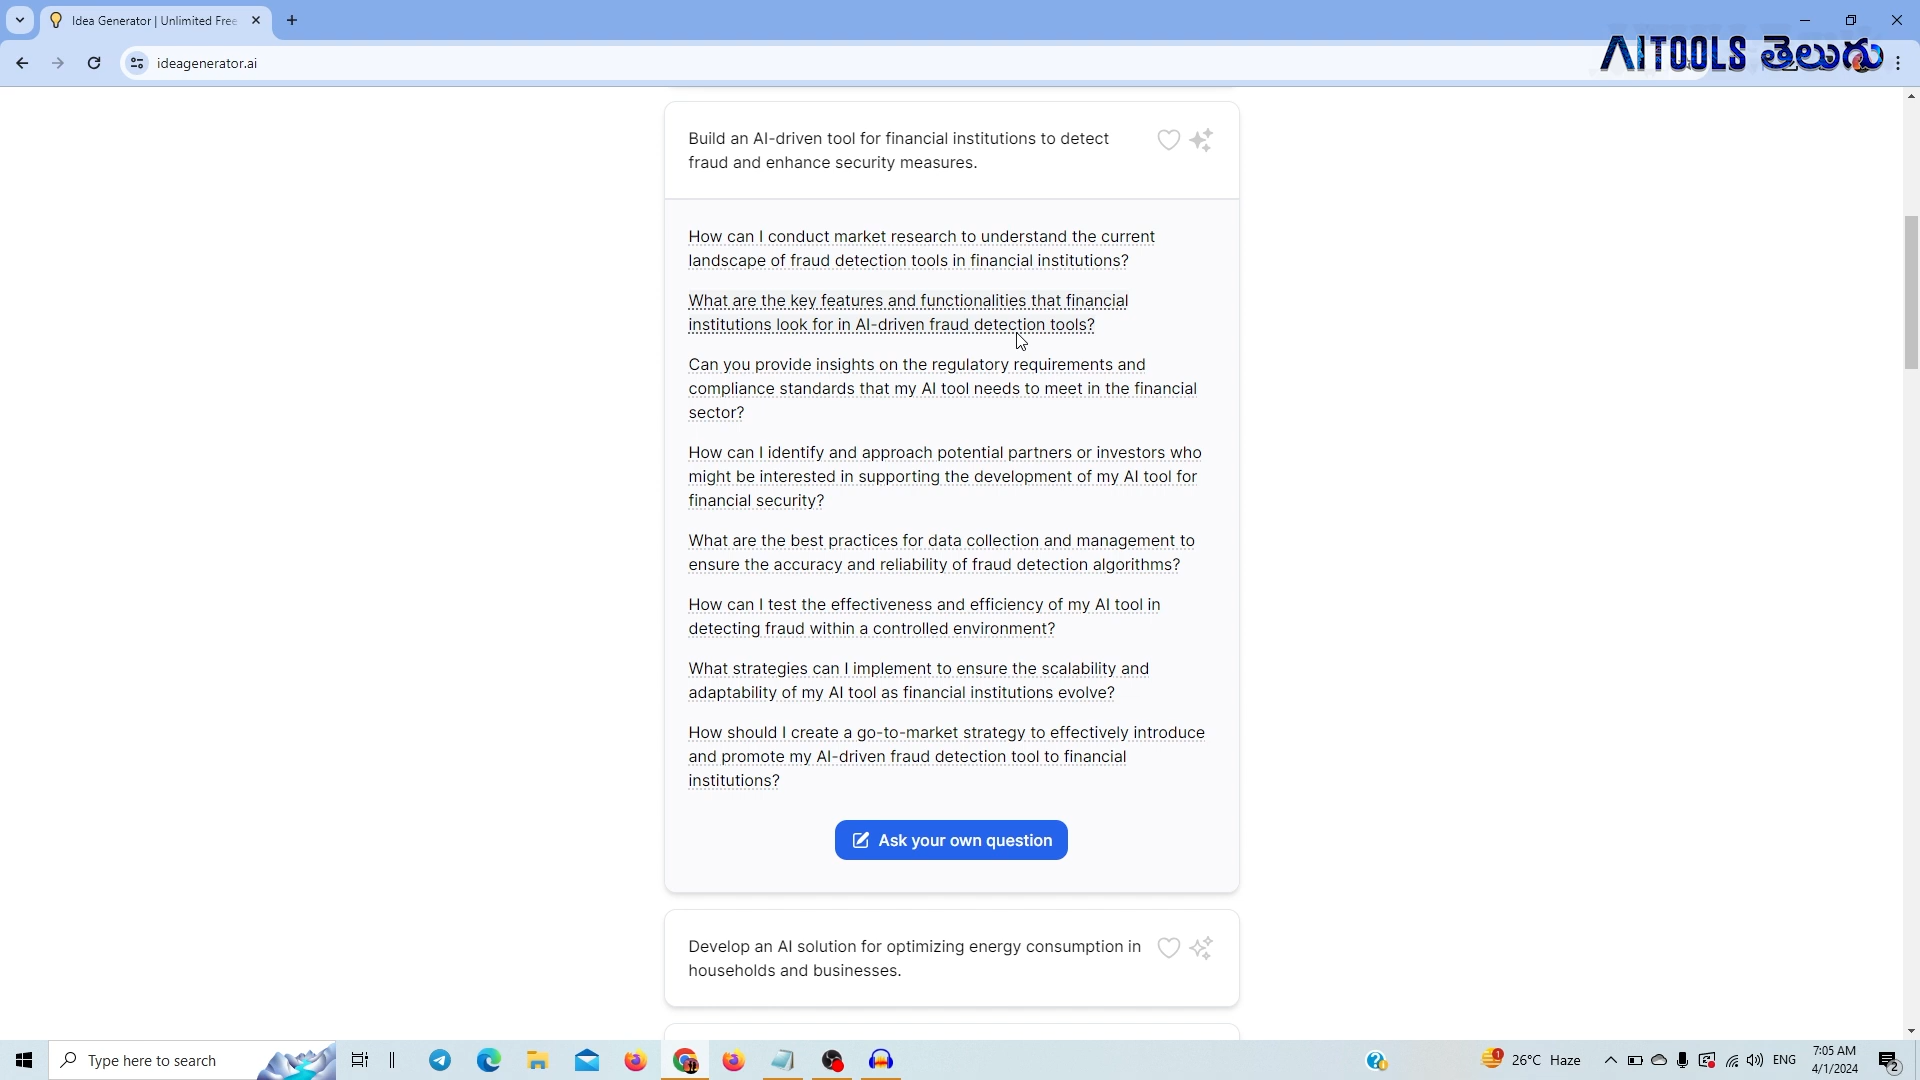 Idea Generator | Unlimited Free
ideagenerator.ai
AITOOLS తెలుగు
Build an AI-driven tool for financial institutions to detect
fraud and enhance security measures.
How can I conduct market research to understand the current
landscape of fraud detection tools in financial institutions?
What are the key features and functionalities that financial
institutions look for in AI-driven fraud detection tools?
Can you provide insights on the regulatory requirements and
compliance standards that my AI tool needs to meet in the financial
sector?
How can I identify and approach potential partners or investors who
might be interested in supporting the development of my AI tool for
financial security?
What are the best practices for data collection and management to
ensure the accuracy and reliability of fraud detection algorithms?
How can I test the effectiveness and efficiency of my AI tool in
detecting fraud within a controlled environment?
What strategies can I implement to ensure the scalability and
adaptability of my AI tool as financial institutions evolve?
How should I create a go-to-market strategy to effectively introduce
and promote my AI-driven fraud detection tool to financial
institutions?
Ask your own question
Develop an AI solution for optimizing energy consumption in
households and businesses.
Type here to search
26°C Haze
ENG
7:05 AM
4/1/2024
2